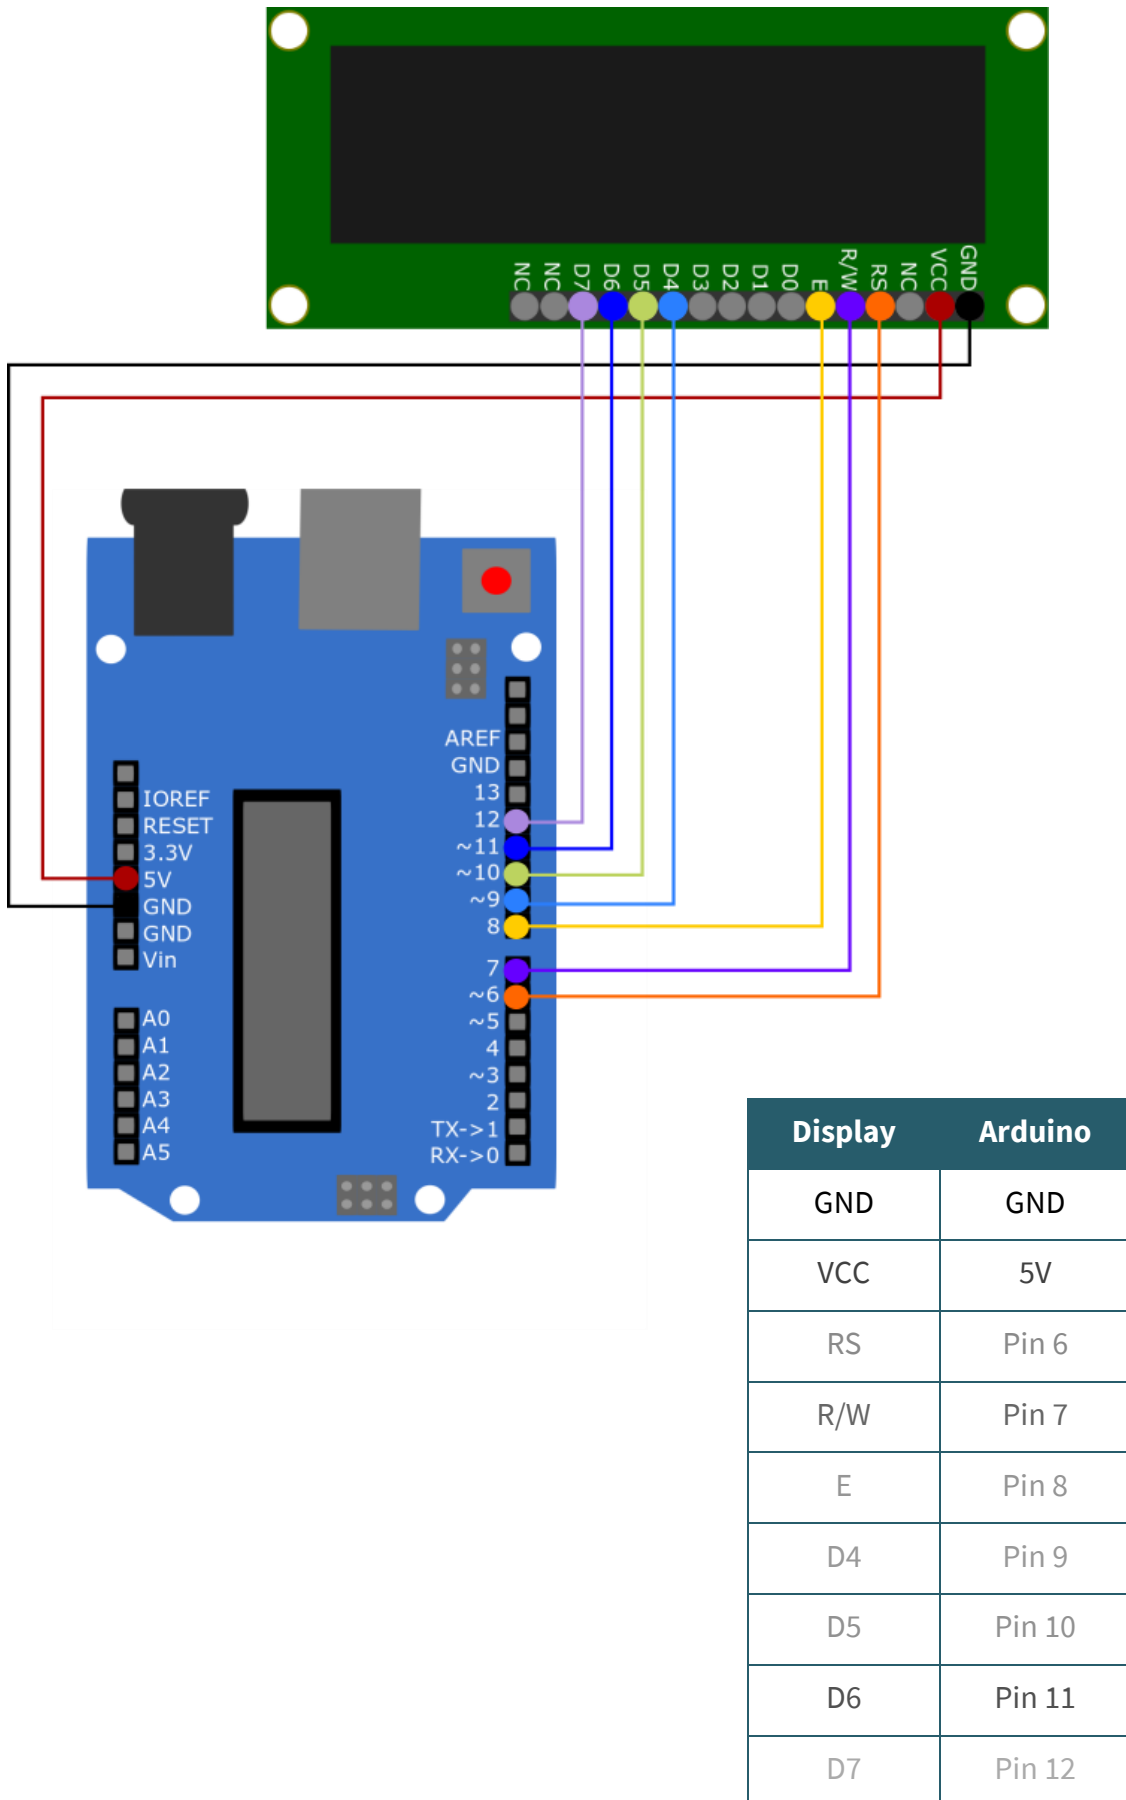 NC NC D7 D6 D5 D4 D3 D2 D1 D0 E R/W RS NC VCC GND
AREF
GND
13
12
~11
~10
~9
8
7
~6
~5
4
~3
2
TX->1
RX->0
IOREF
RESET
3.3V
5V
GND
GND
Vin
A0
A1
A2
A3
A4
A5
Display Arduino
GND GND
VCC 5V
RS Pin 6
R/W Pin 7
E Pin 8
D4 Pin 9
D5 Pin 10
D6 Pin 11
D7 Pin 12